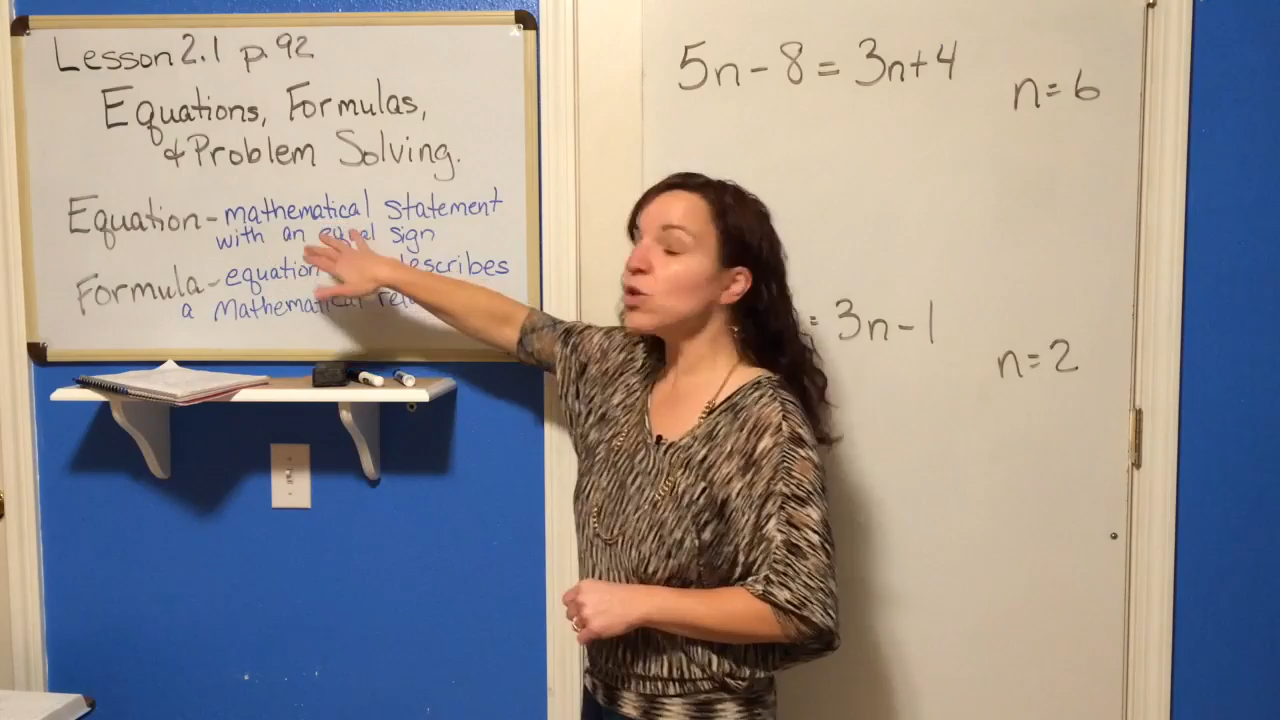 Lesson 2.1 p. 92
Equations, Formulas,
& Problem Solving.
Equation - mathematical statement
with an equal sign
Formula - equation describes
a Mathematical
5n - 8 = 3n + 4
n = 6
= 3n - 1
n = 2